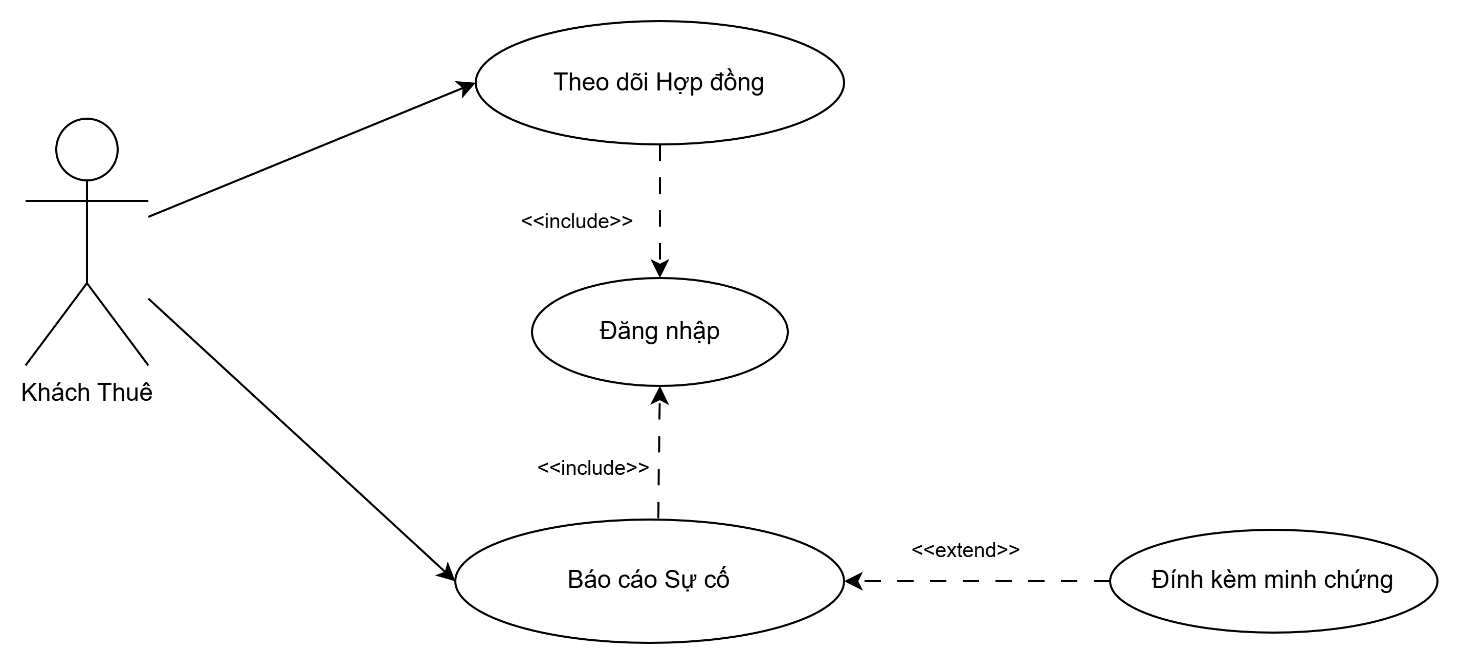 Theo dõi Hợp đồng
<<include>>
Đăng nhập
Khách Thuê
<<include>>
<<extend>>
Báo cáo Sự cố
Đính kèm minh chứng